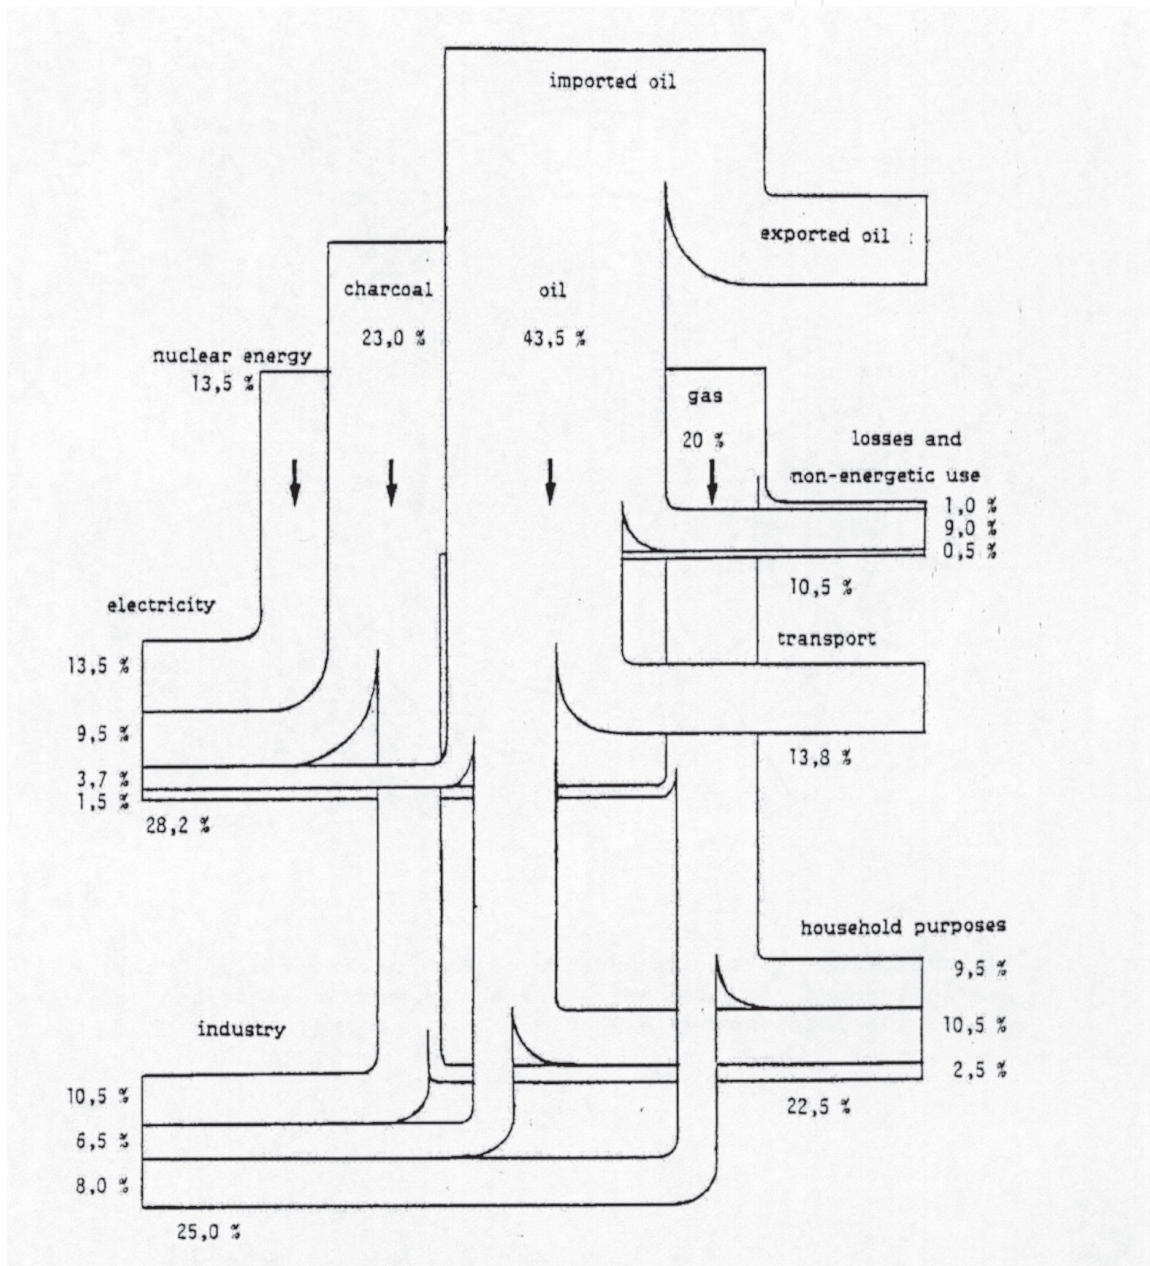 imported oil
exported oil
charcoal
23,0 %
oil
43,5 %
nuclear energy
13,5 %
gas
20 %
losses and
non-energetic use
1,0 %
9,0 %
0,5 %
10,5 %
electricity
13,5 %
9,5 %
3,7 %
1,5 %
28,2 %
transport
13,8 %
household purposes
9,5 %
10,5 %
2,5 %
22,5 %
industry
10,5 %
6,5 %
8,0 %
25,0 %